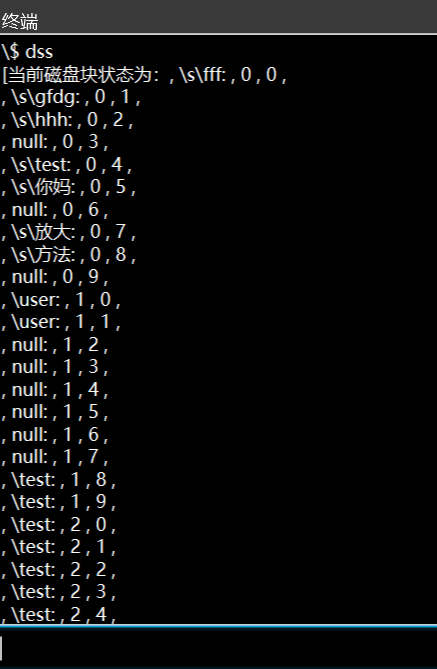 终端
\$ dss
[当前磁盘块状态为：, \s\fff: , 0 , 0 ,
, \s\gfdg: , 0 , 1 ,
, \s\hhh: , 0 , 2 ,
, null: , 0 , 3 ,
, \s\test: , 0 , 4 ,
, \s\你妈: , 0 , 5 ,
, null: , 0 , 6 ,
, \s\放大: , 0 , 7 ,
, \s\方法: , 0 , 8 ,
, null: , 0 , 9 ,
, \user: , 1 , 0 ,
, \user: , 1 , 1 ,
, null: , 1 , 2 ,
, null: , 1 , 3 ,
, null: , 1 , 4 ,
, null: , 1 , 5 ,
, null: , 1 , 6 ,
, null: , 1 , 7 ,
, \test: , 1 , 8 ,
, \test: , 1 , 9 ,
, \test: , 2 , 0 ,
, \test: , 2 , 1 ,
, \test: , 2 , 2 ,
, \test: , 2 , 3 ,
, \test: , 2 , 4 ,